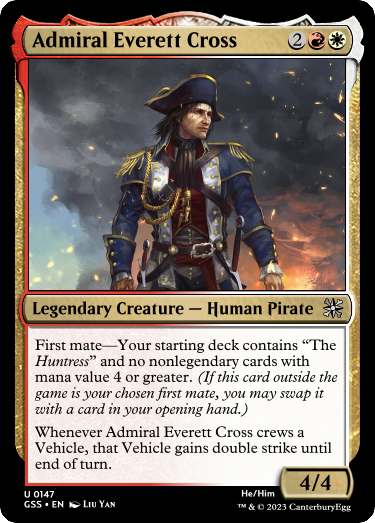 Admiral Everett Cross 2
Legendary Creature — Human Pirate
First mate—Your starting deck contains “The
Huntress” and no nonlegendary cards with
mana value 4 or greater. (If this card outside the
game is your chosen first mate, you may swap it
with a card in your opening hand.)
Whenever Admiral Everett Cross crews a
Vehicle, that Vehicle gains double strike until
end of turn.
4/4
U 0147 He/Him
GSS • EN Liu Yan ™ & © 2023 CanterburyEgg